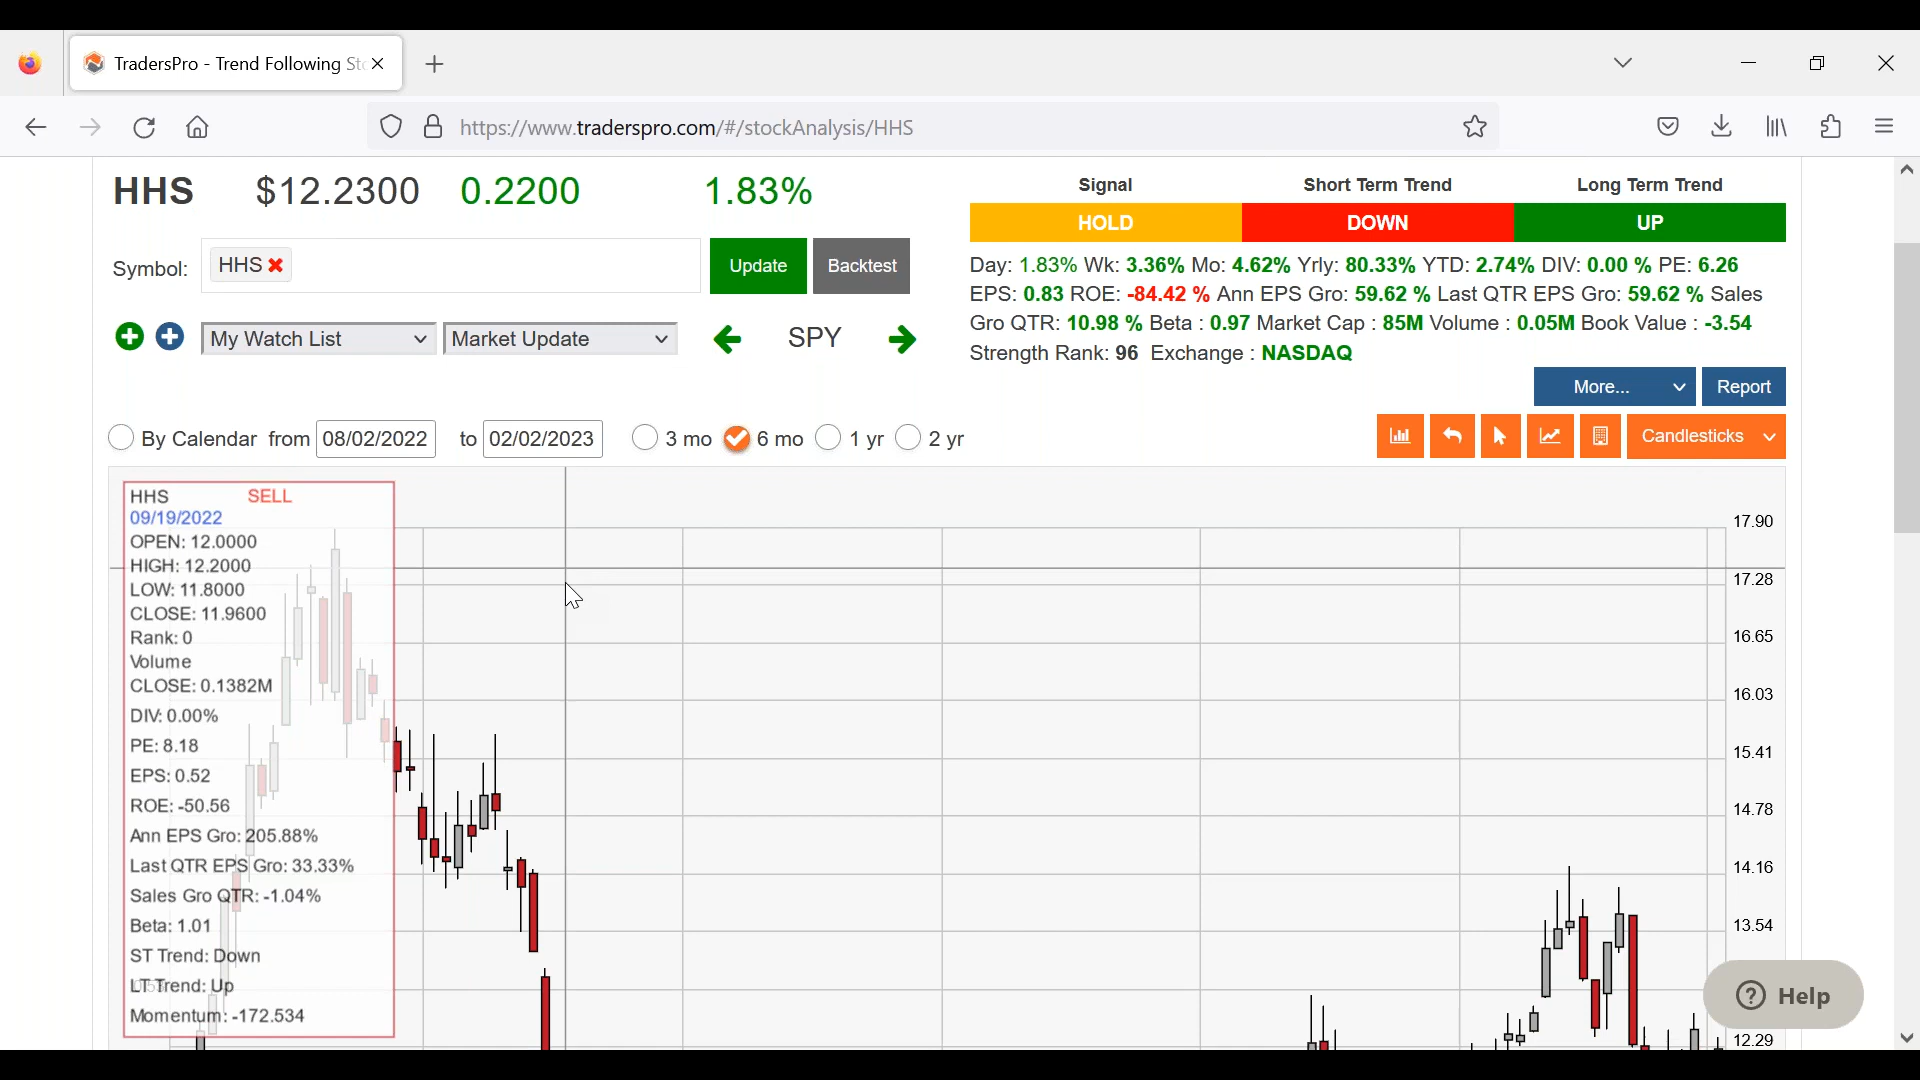 TradersPro - Trend Following Sto
https://www.traderspro.com/#/stockAnalysis/HHS
HHS $12.2300 0.2200 1.83%
Signal Short Term Trend Long Term Trend
HOLD DOWN UP
Symbol: HHS Update Backtest
Day: 1.83% Wk: 3.36% Mo: 4.62% Yrly: 80.33% YTD: 2.74% DIV: 0.00 % PE: 6.26
EPS: 0.83 ROE: -84.42 % Ann EPS Gro: 59.62 % Last QTR EPS Gro: 59.62 % Sales
Gro QTR: 10.98 % Beta : 0.97 Market Cap : 85M Volume : 0.05M Book Value : -3.54
Strength Rank: 96 Exchange : NASDAQ
My Watch List Market Update SPY
More... Report
By Calendar from 08/02/2022 to 02/02/2023 3 mo 6 mo 1 yr 2 yr Candlesticks
HHS SELL
09/19/2022
OPEN: 12.0000
HIGH: 12.2000
LOW: 11.8000
CLOSE: 11.9600
Rank: 0
Volume
CLOSE: 0.1382M
DIV: 0.00%
PE: 8.18
EPS: 0.52
ROE: -50.56
Ann EPS Gro: 205.88%
Last QTR EPS Gro: 33.33%
Sales Gro QTR: -1.04%
Beta: 1.01
ST Trend: Down
LT Trend: Up
Momentum: -172.534
17.90
17.28
16.65
16.03
15.41
14.78
14.16
13.54
12.29
Help